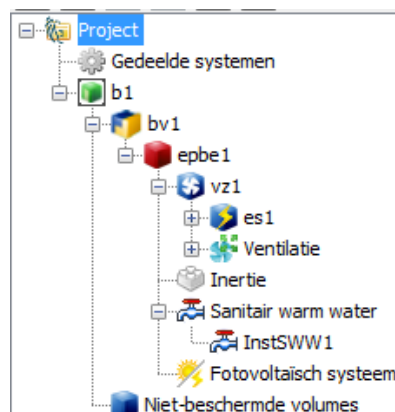 Project
Gedeelde systemen
b1
bv1
epbe1
vz1
es1
Ventilatie
Inertie
Sanitair warm water
InstSWW1
Fotovoltaïsch systeem
Niet-beschermde volumes